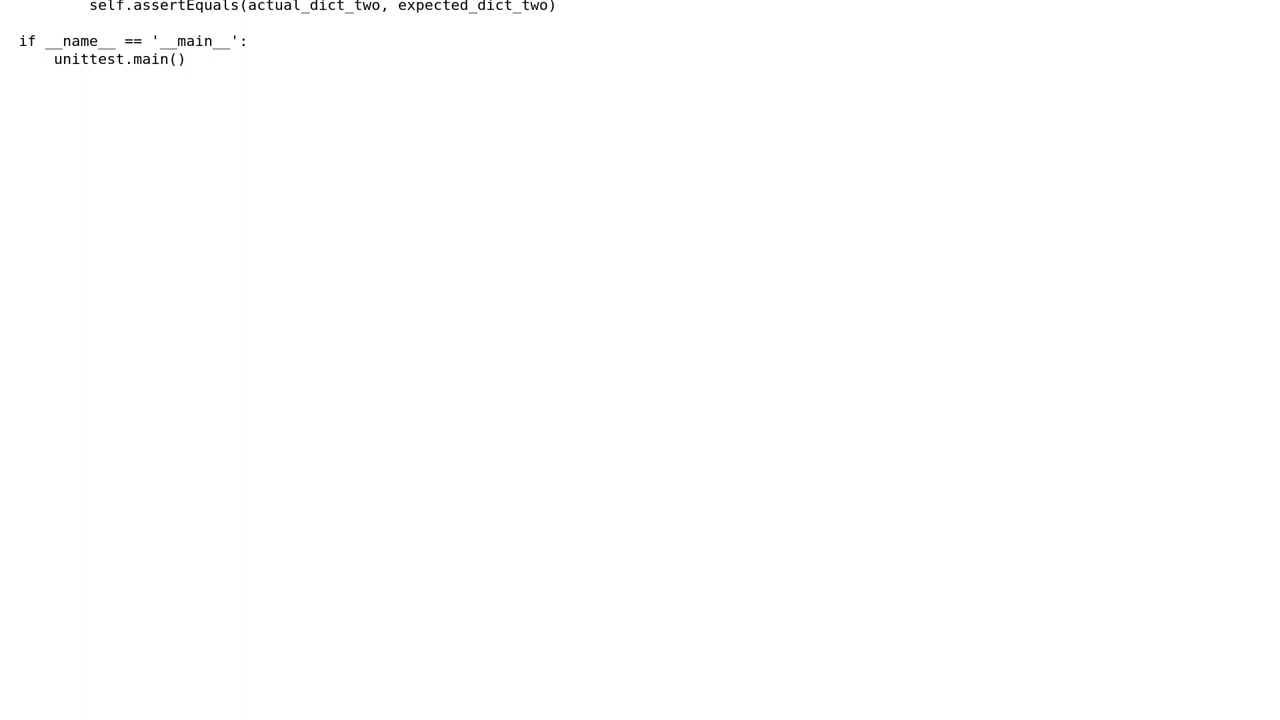 self.assertEquals(actual_dict_two, expected_dict_two)

if __name__ == '__main__':
    unittest.main()